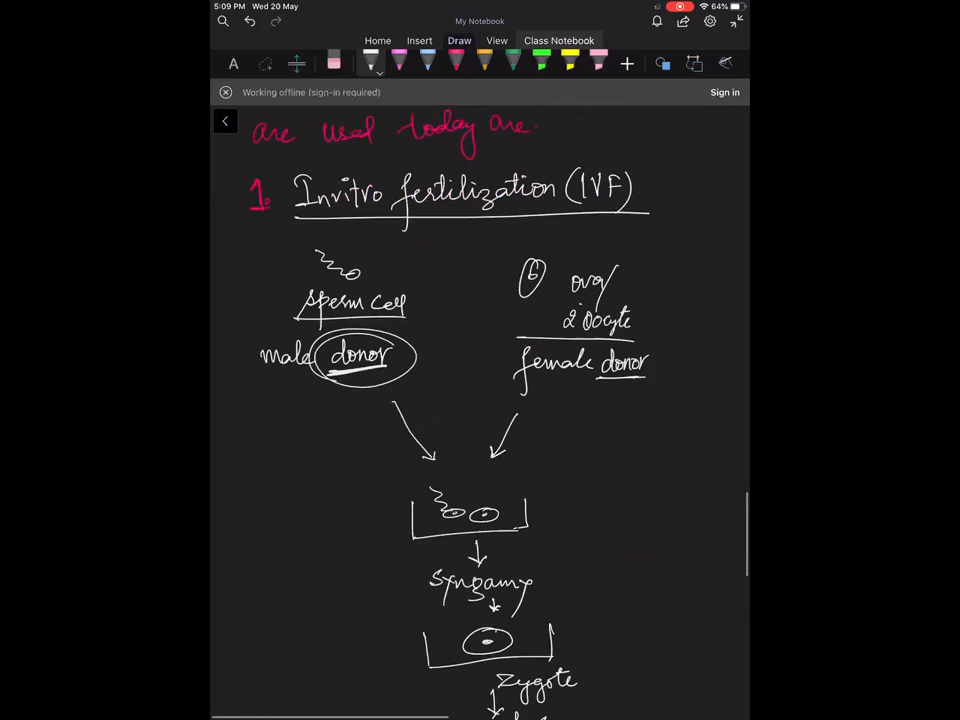 5:09 PM Wed 20 May 64%
My Notebook
Home Insert Draw View Class Notebook
A
Working offline (sign-in required) Sign in
are used today are.
1. Invitro fertilization (IVF)
sperm cell
ova/
2° Oocyte
male donor
female donor
Syngamy
Zygote